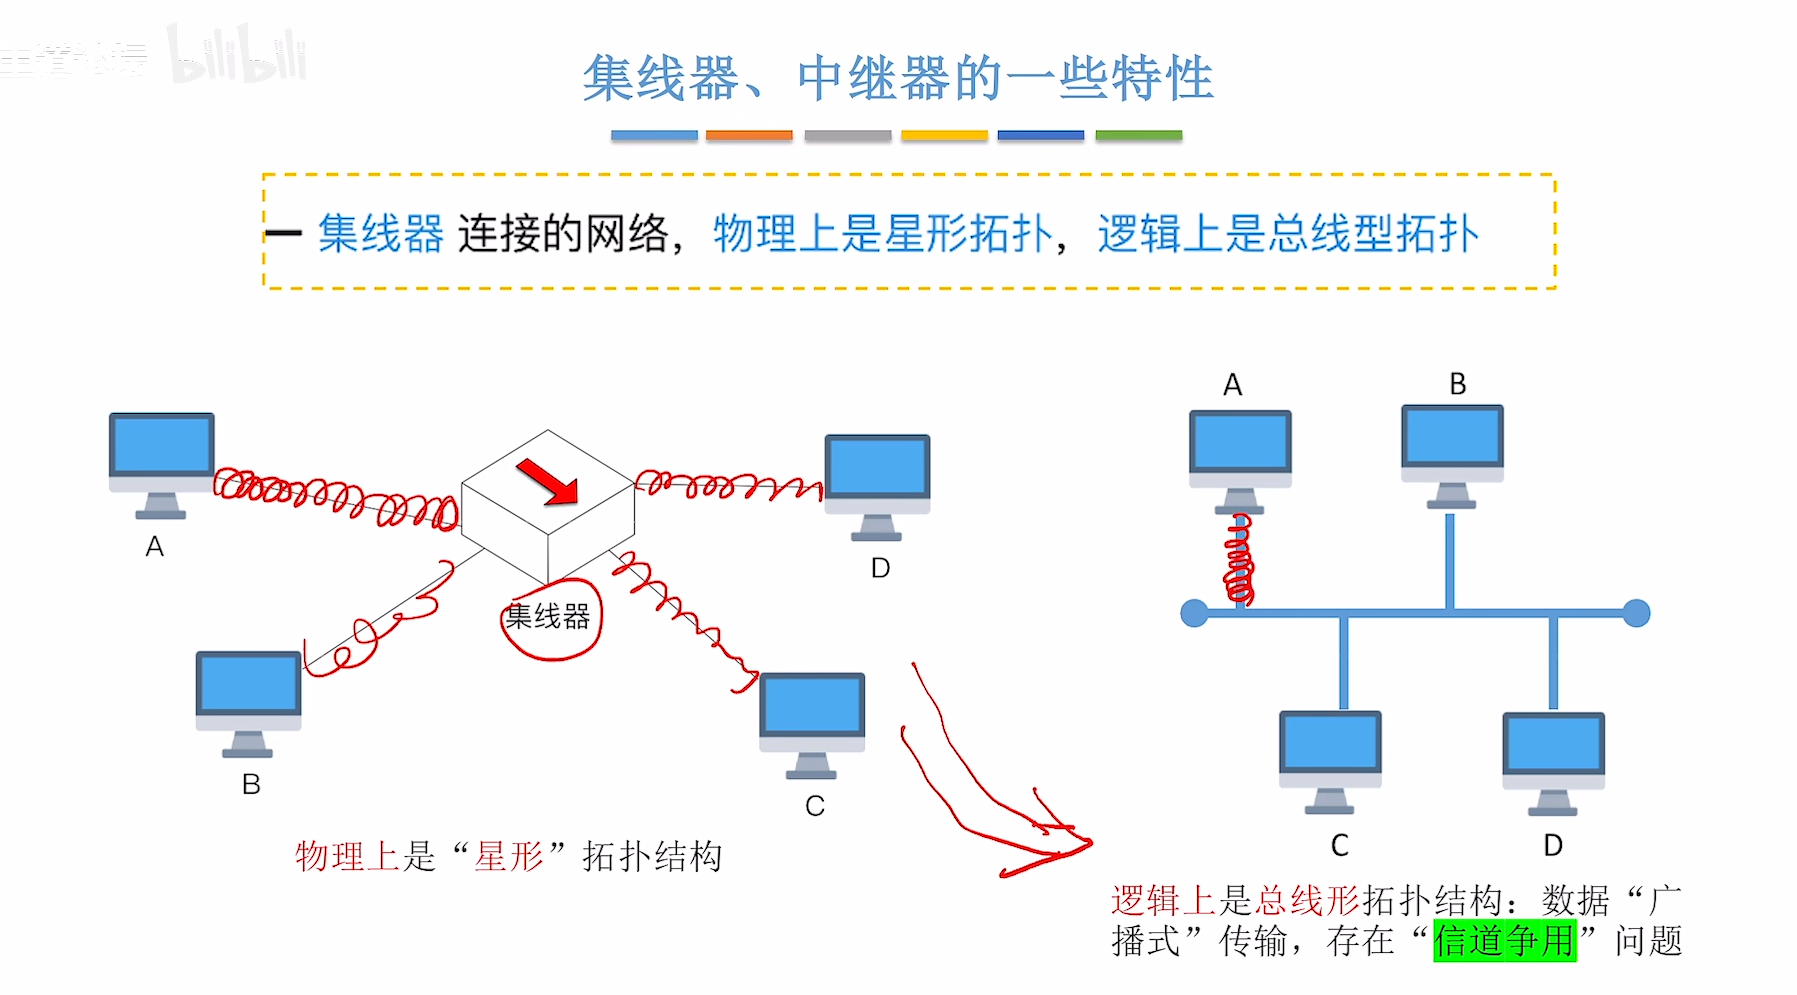 bilibili
集线器、中继器的一些特性
集线器 连接的网络，物理上是星形拓扑，逻辑上是总线型拓扑
A
B
A
D
集线器
B
C
C
D
物理上是“星形”拓扑结构
逻辑上是总线形拓扑结构：数据“广
播式”传输，存在“信道争用”问题